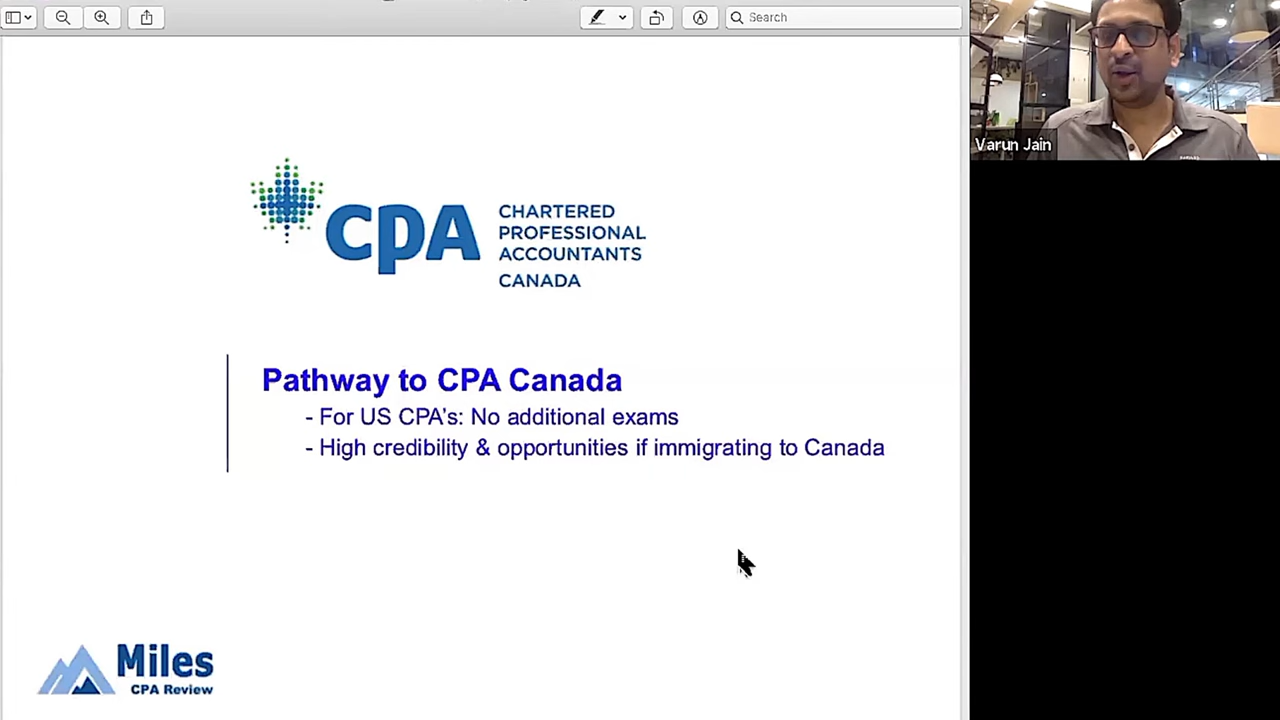 Search
Varun Jain
cpa
CHARTERED
PROFESSIONAL
ACCOUNTANTS
CANADA
Pathway to CPA Canada
- For US CPA's: No additional exams
- High credibility & opportunities if immigrating to Canada
Miles
CPA Review